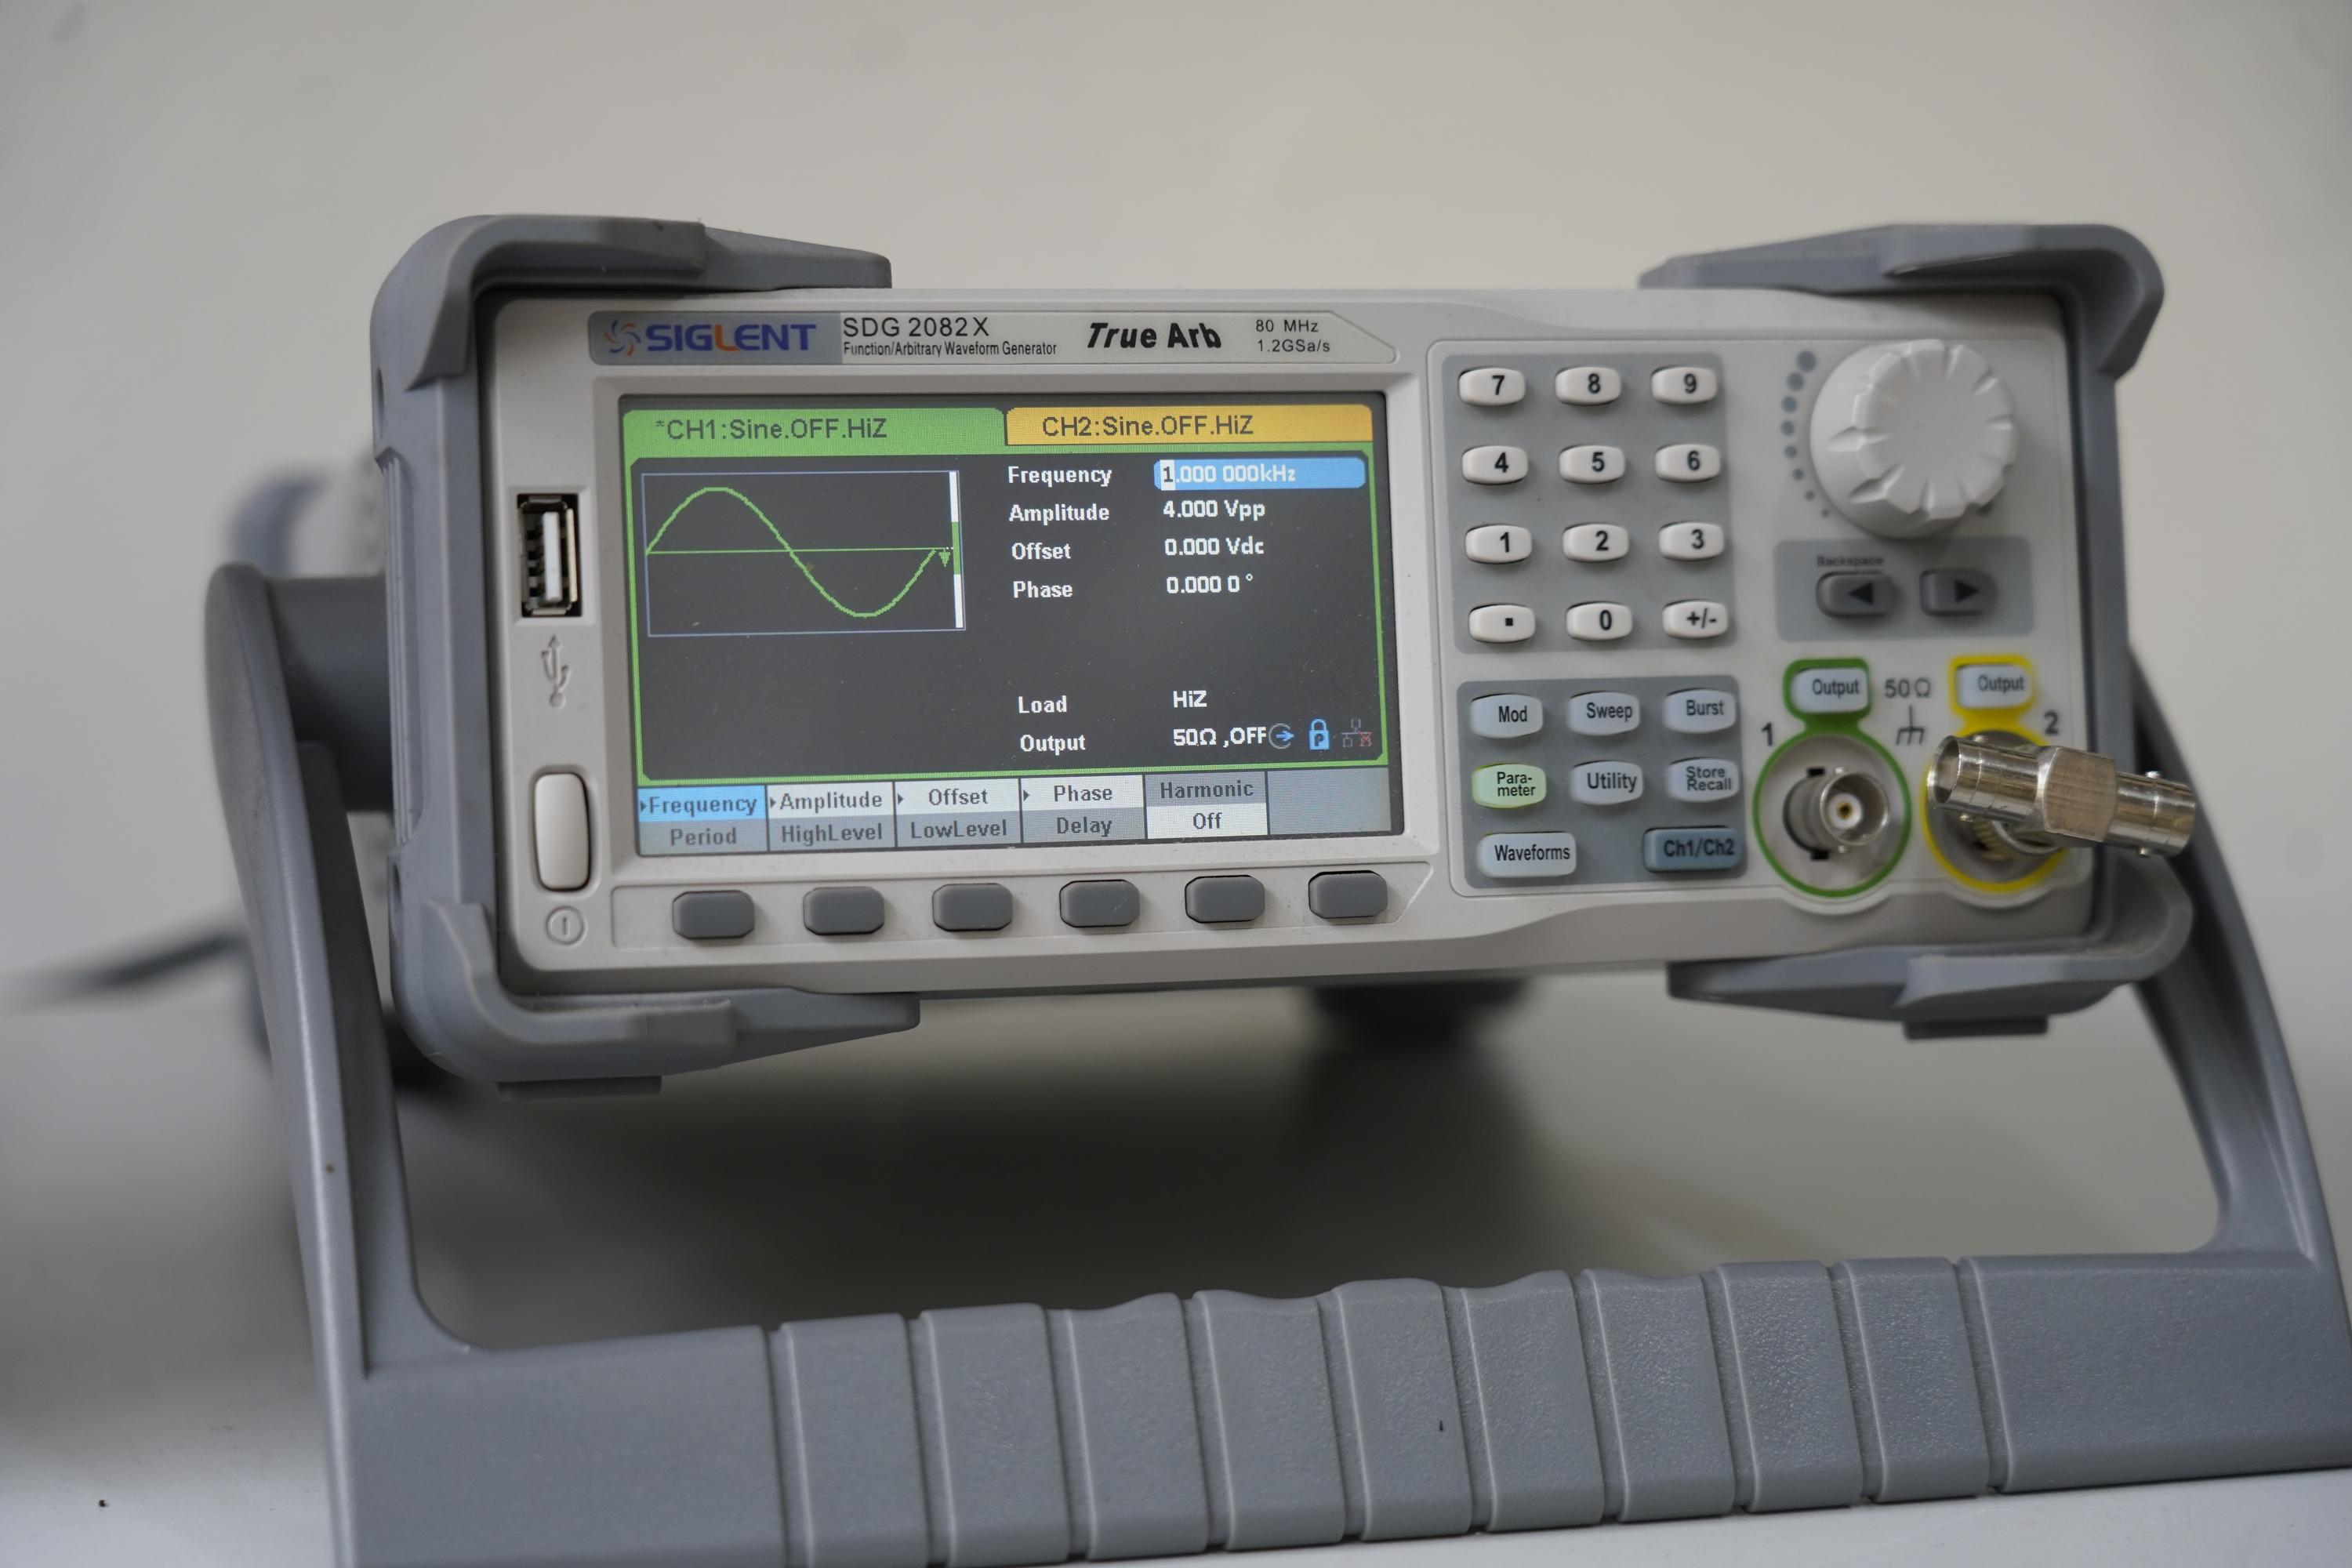 SIGLENT SDG 2082X True Arb 80 MHz
Function/Arbitrary Waveform Generator 1.2GSa/s
*CH1:Sine.OFF.HiZ CH2:Sine.OFF.HiZ
Frequency 1.000 000kHz
Amplitude 4.000 Vpp
Offset 0.000 Vdc
Phase 0.000 0 °
Load HiZ
Output 50Ω ,OFF
Frequency Amplitude Offset Phase Harmonic
Period HighLevel LowLevel Delay Off
7 8 9
4 5 6
1 2 3
. 0 +/-
Backspace
Mod Sweep Burst
Para-
meter
Utility
Store
Recall
Waveforms Ch1/Ch2
Output 50Ω Output
1 2